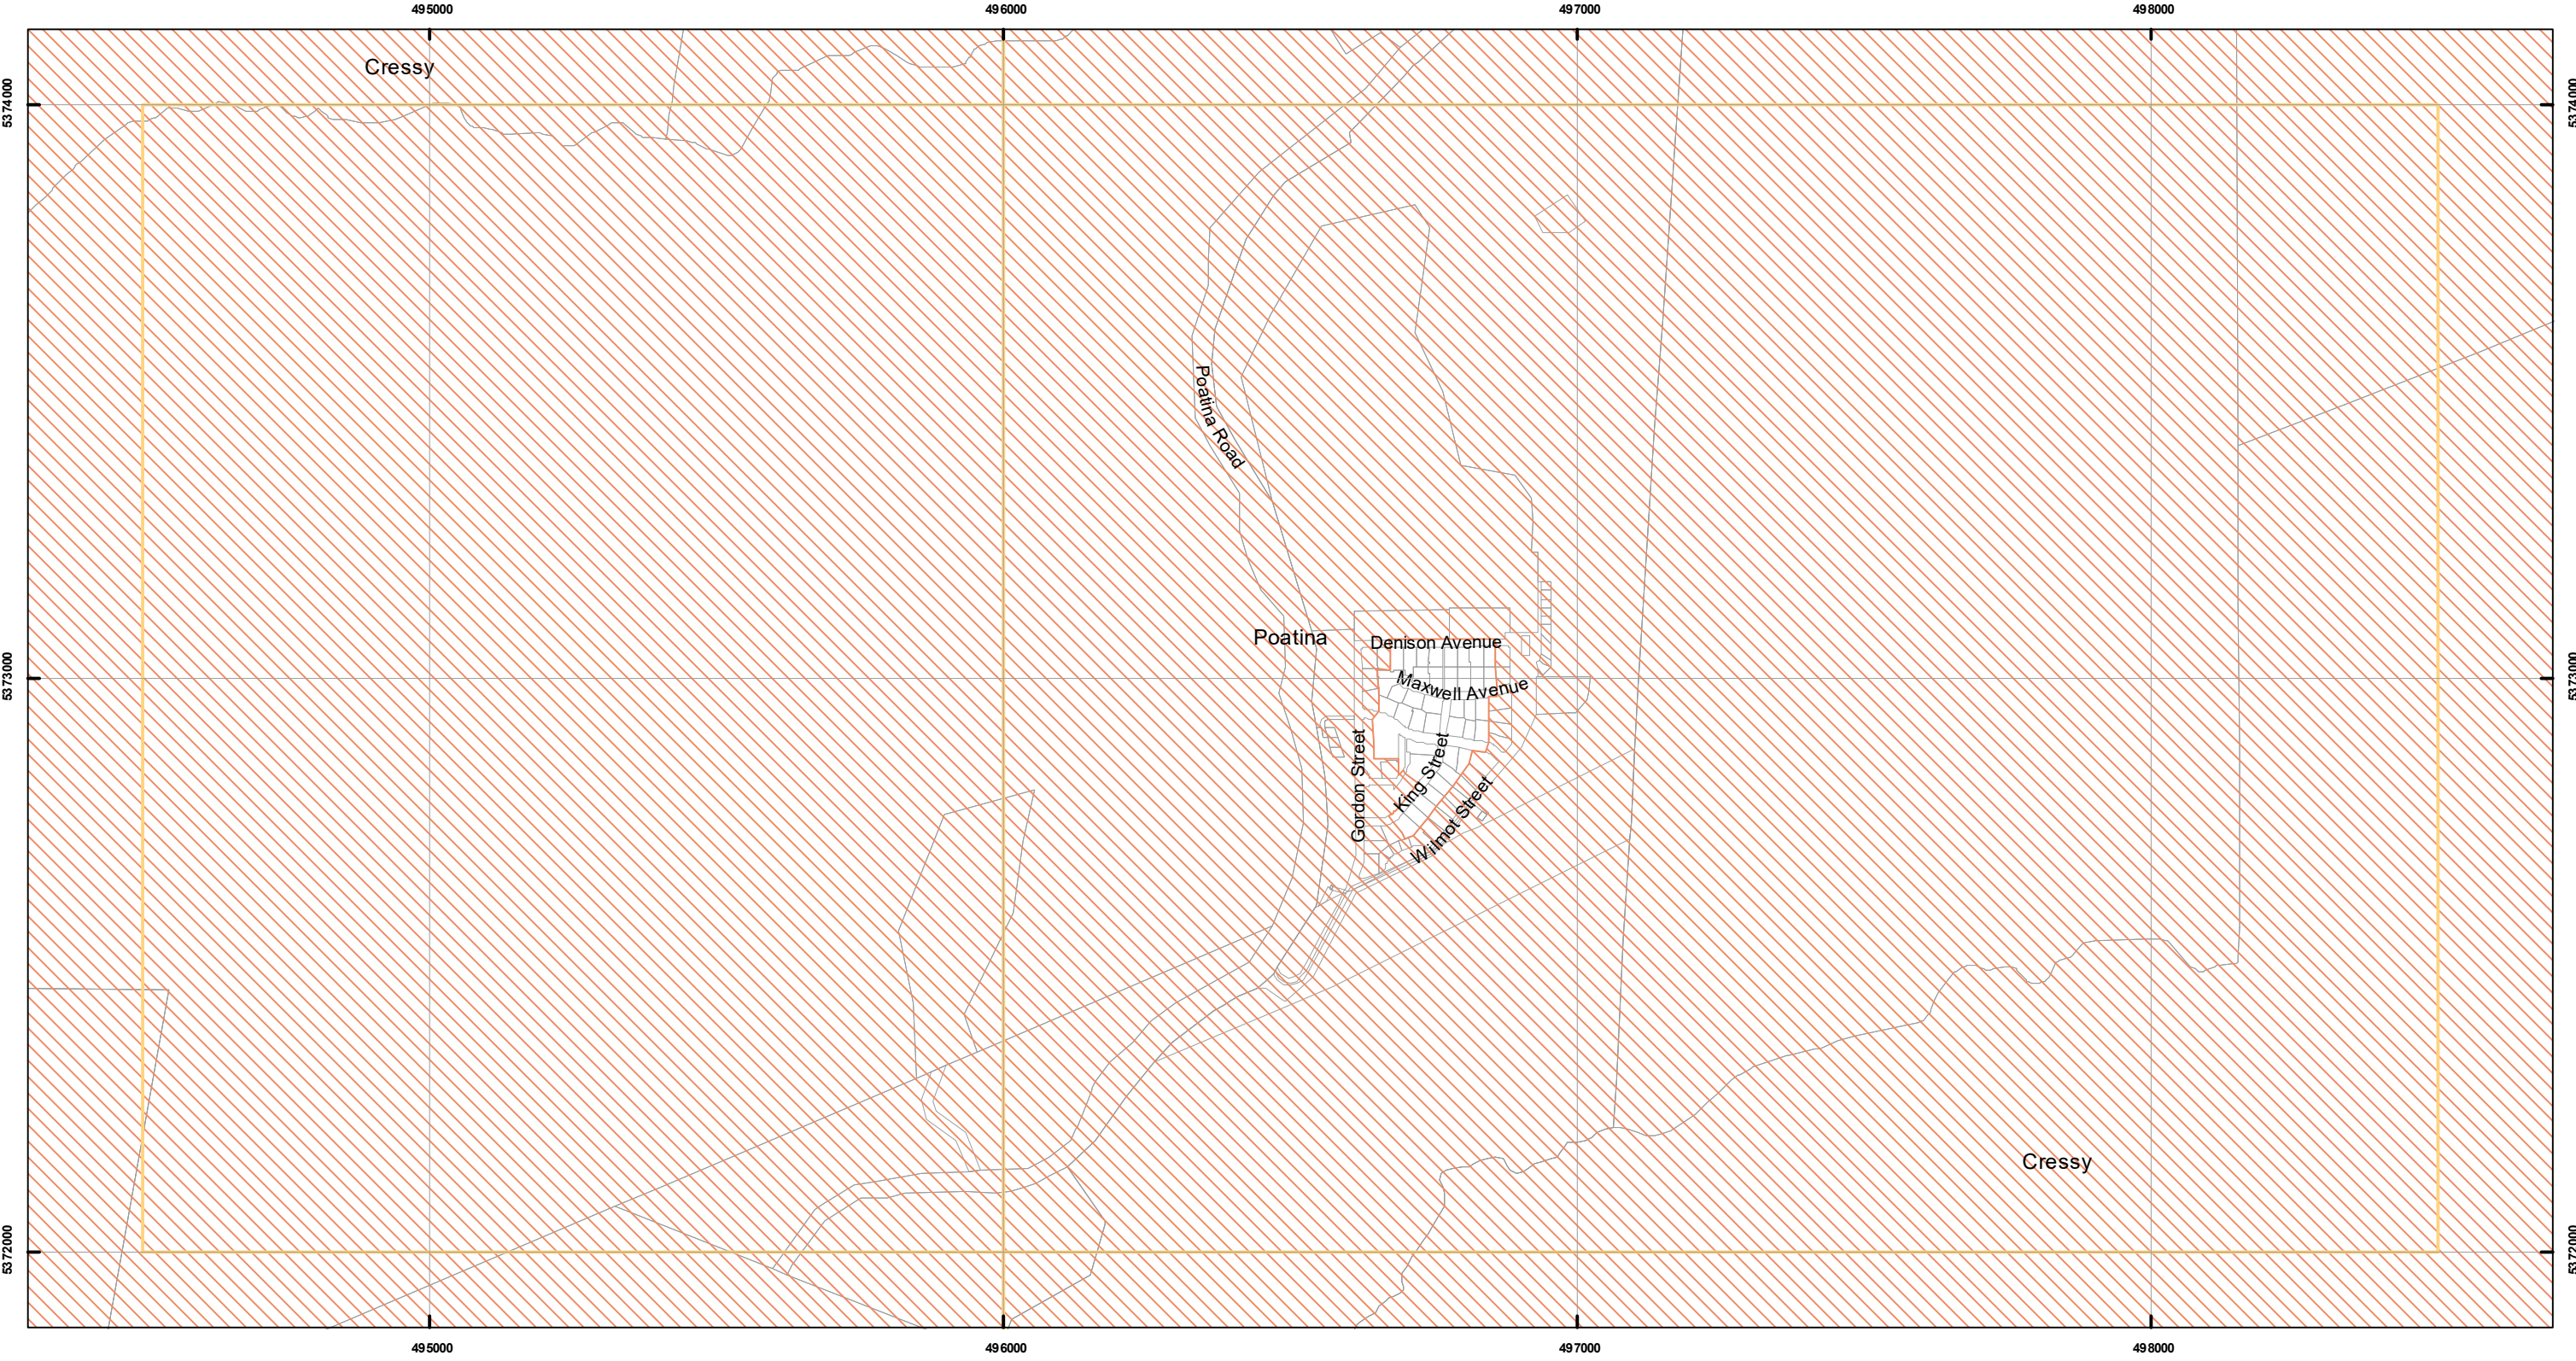 495000
496000
497000
498000
Cressy
5374000
5374000
Poatina Road
Poatina
Denison Avenue
5373000
5373000
Maxwell Avenue
Gordon Street
King Street
Wilmot Street
Cressy
5372000
5372000
495000
496000
497000
498000